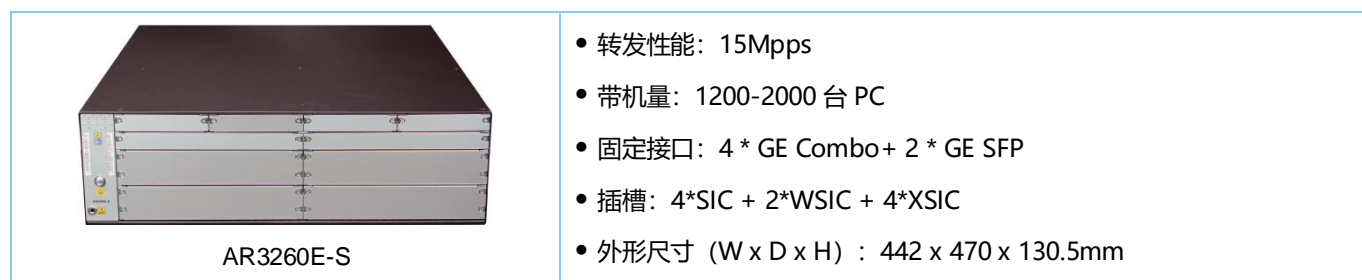 AR3260E-S
● 转发性能：15Mpps
● 带机量：1200-2000 台 PC
● 固定接口：4 * GE Combo+ 2 * GE SFP
● 插槽：4*SIC + 2*WSIC + 4*XSIC
● 外形尺寸（W x D x H）：442 x 470 x 130.5mm